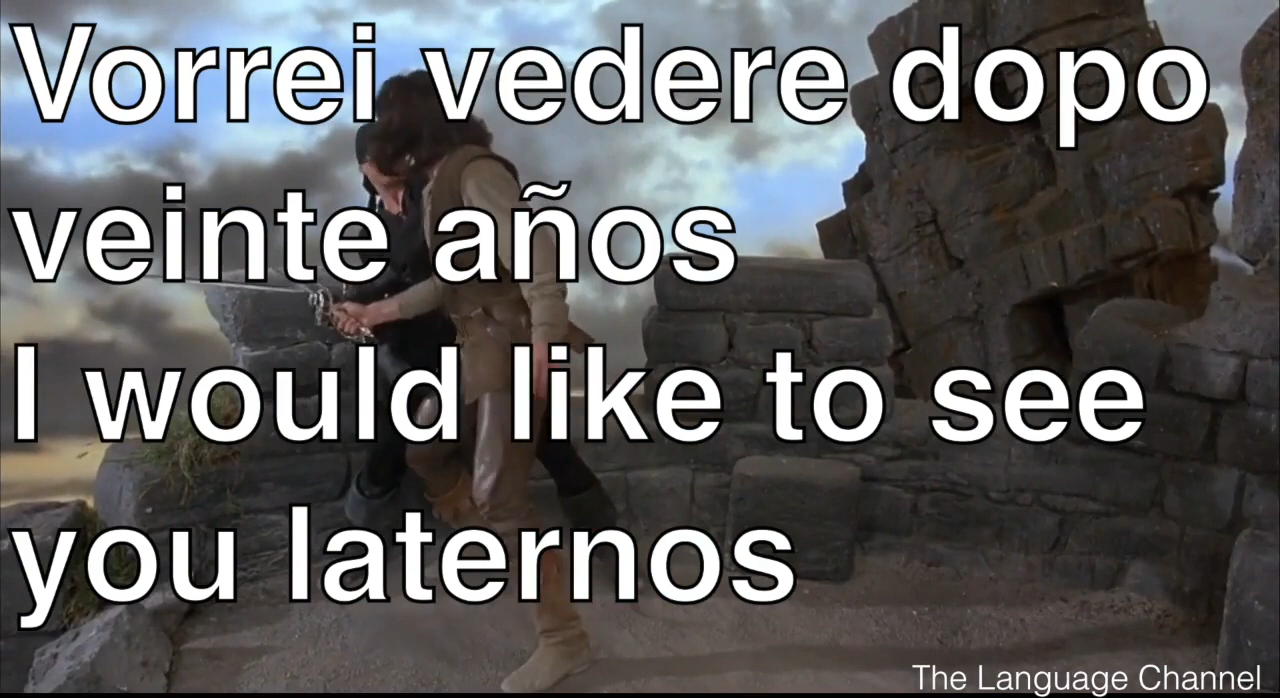 Vorrei vedere dopo
veinte años
I would like to see
you laternos
The Language Channel